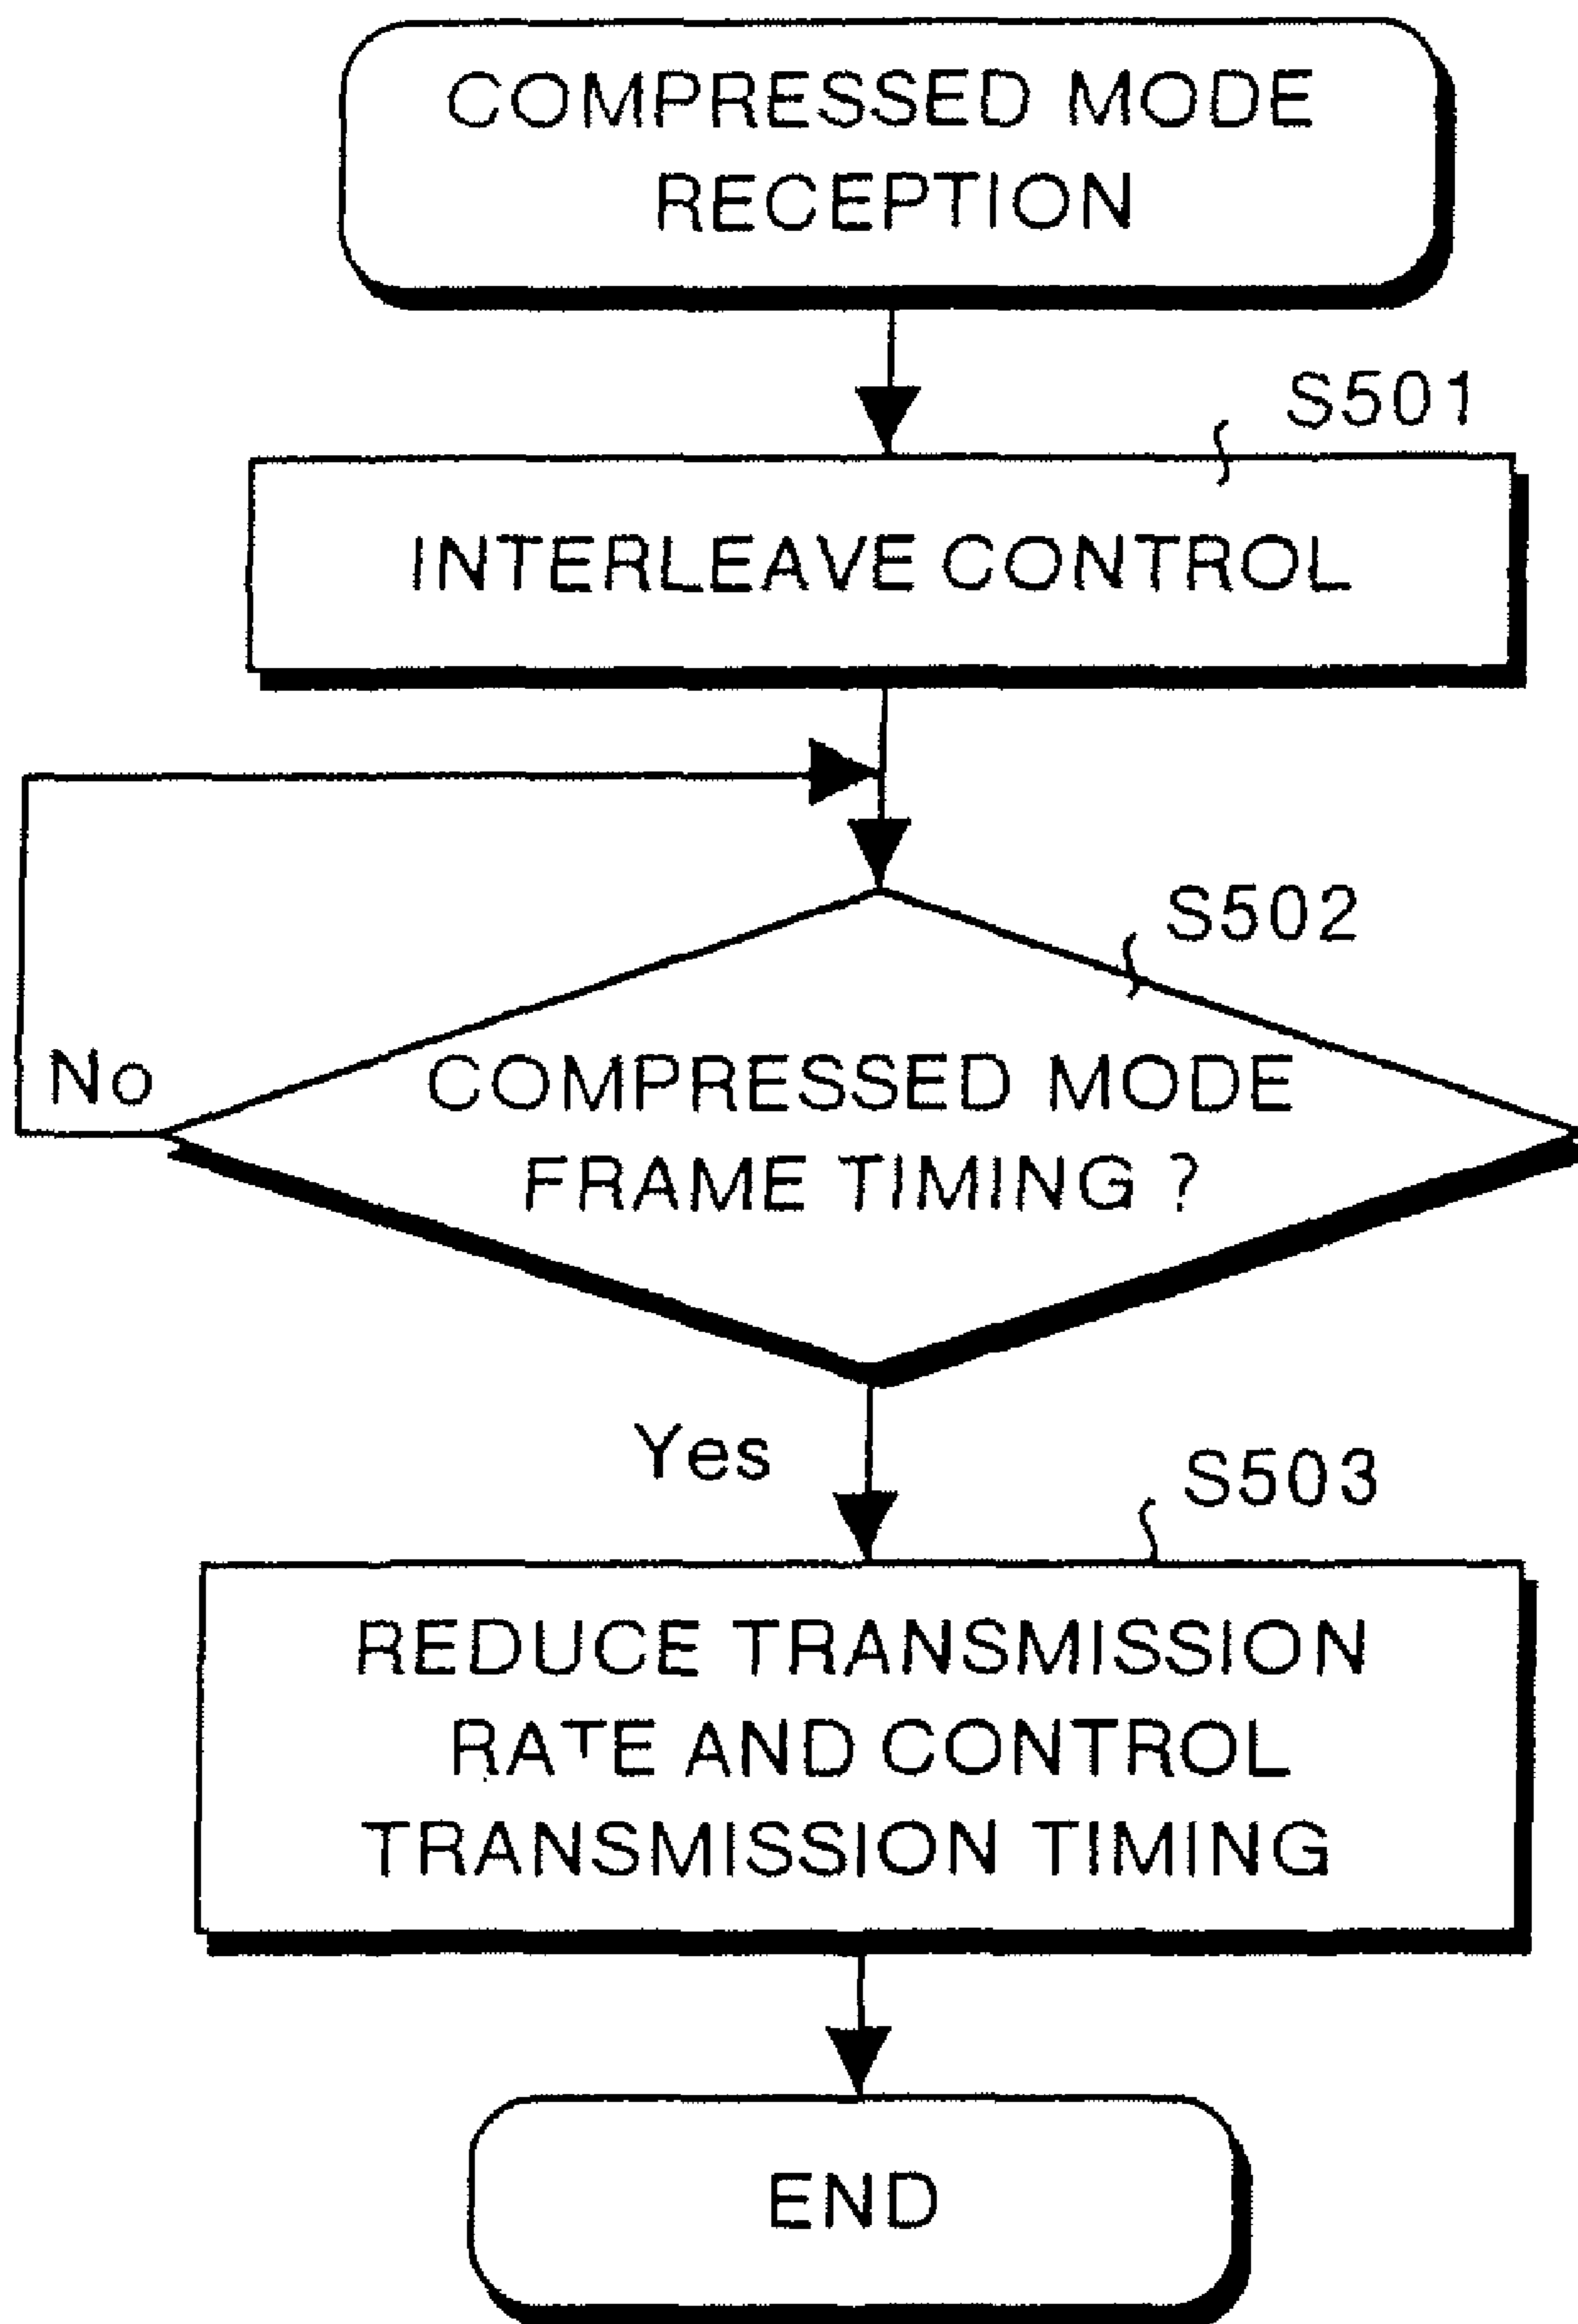 COMPRESSED MODE
RECEPTION
S501
INTERLEAVE CONTROL
S502
No
COMPRESSED MODE
FRAME TIMING ?
Yes
S503
REDUCE TRANSMISSION
RATE AND CONTROL
TRANSMISSION TIMING
END